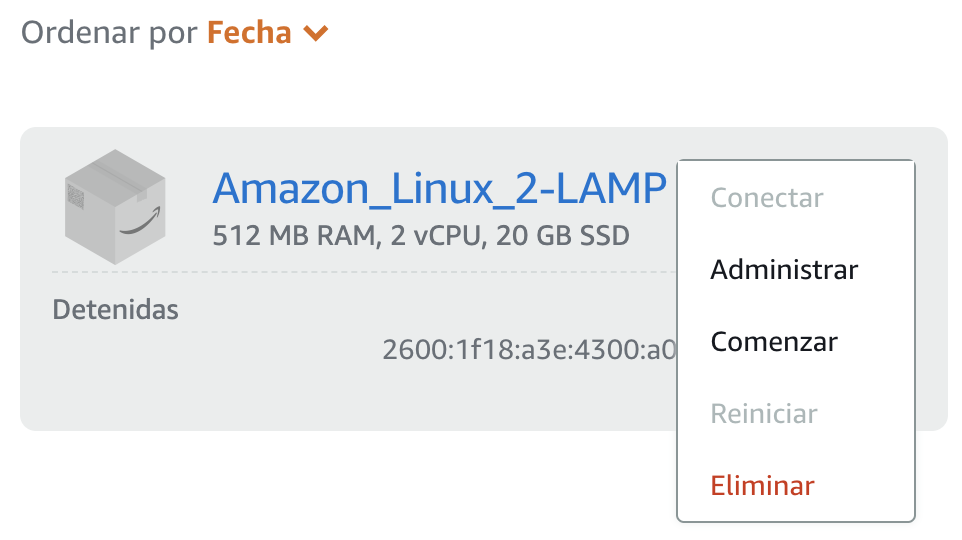 Ordenar por Fecha
Amazon_Linux_2-LAMP
512 MB RAM, 2 vCPU, 20 GB SSD
Detenidas
2600:1f18:a3e:4300:a0
Conectar
Administrar
Comenzar
Reiniciar
Eliminar